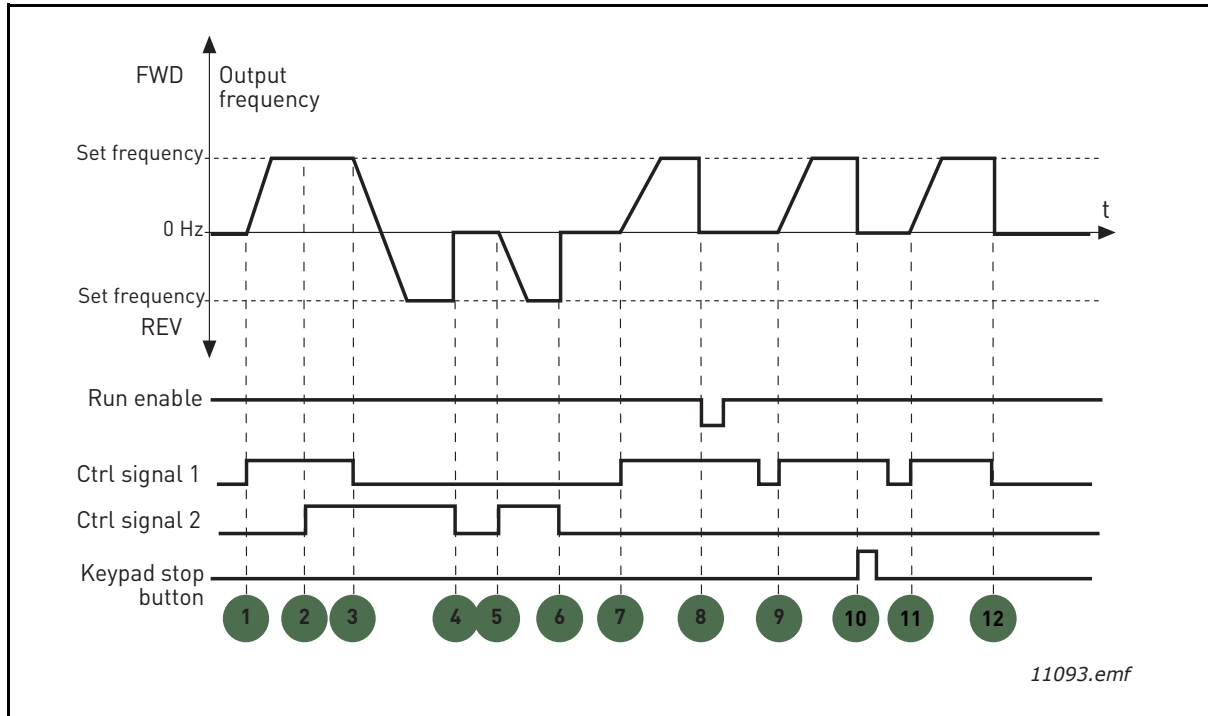 FWD
Output
frequency
Set frequency
0 Hz
t
Set frequency
REV
Run enable
Ctrl signal 1
Ctrl signal 2
Keypad stop
button
1 2 3 4 5 6 7 8 9 10 11 12
11093.emf